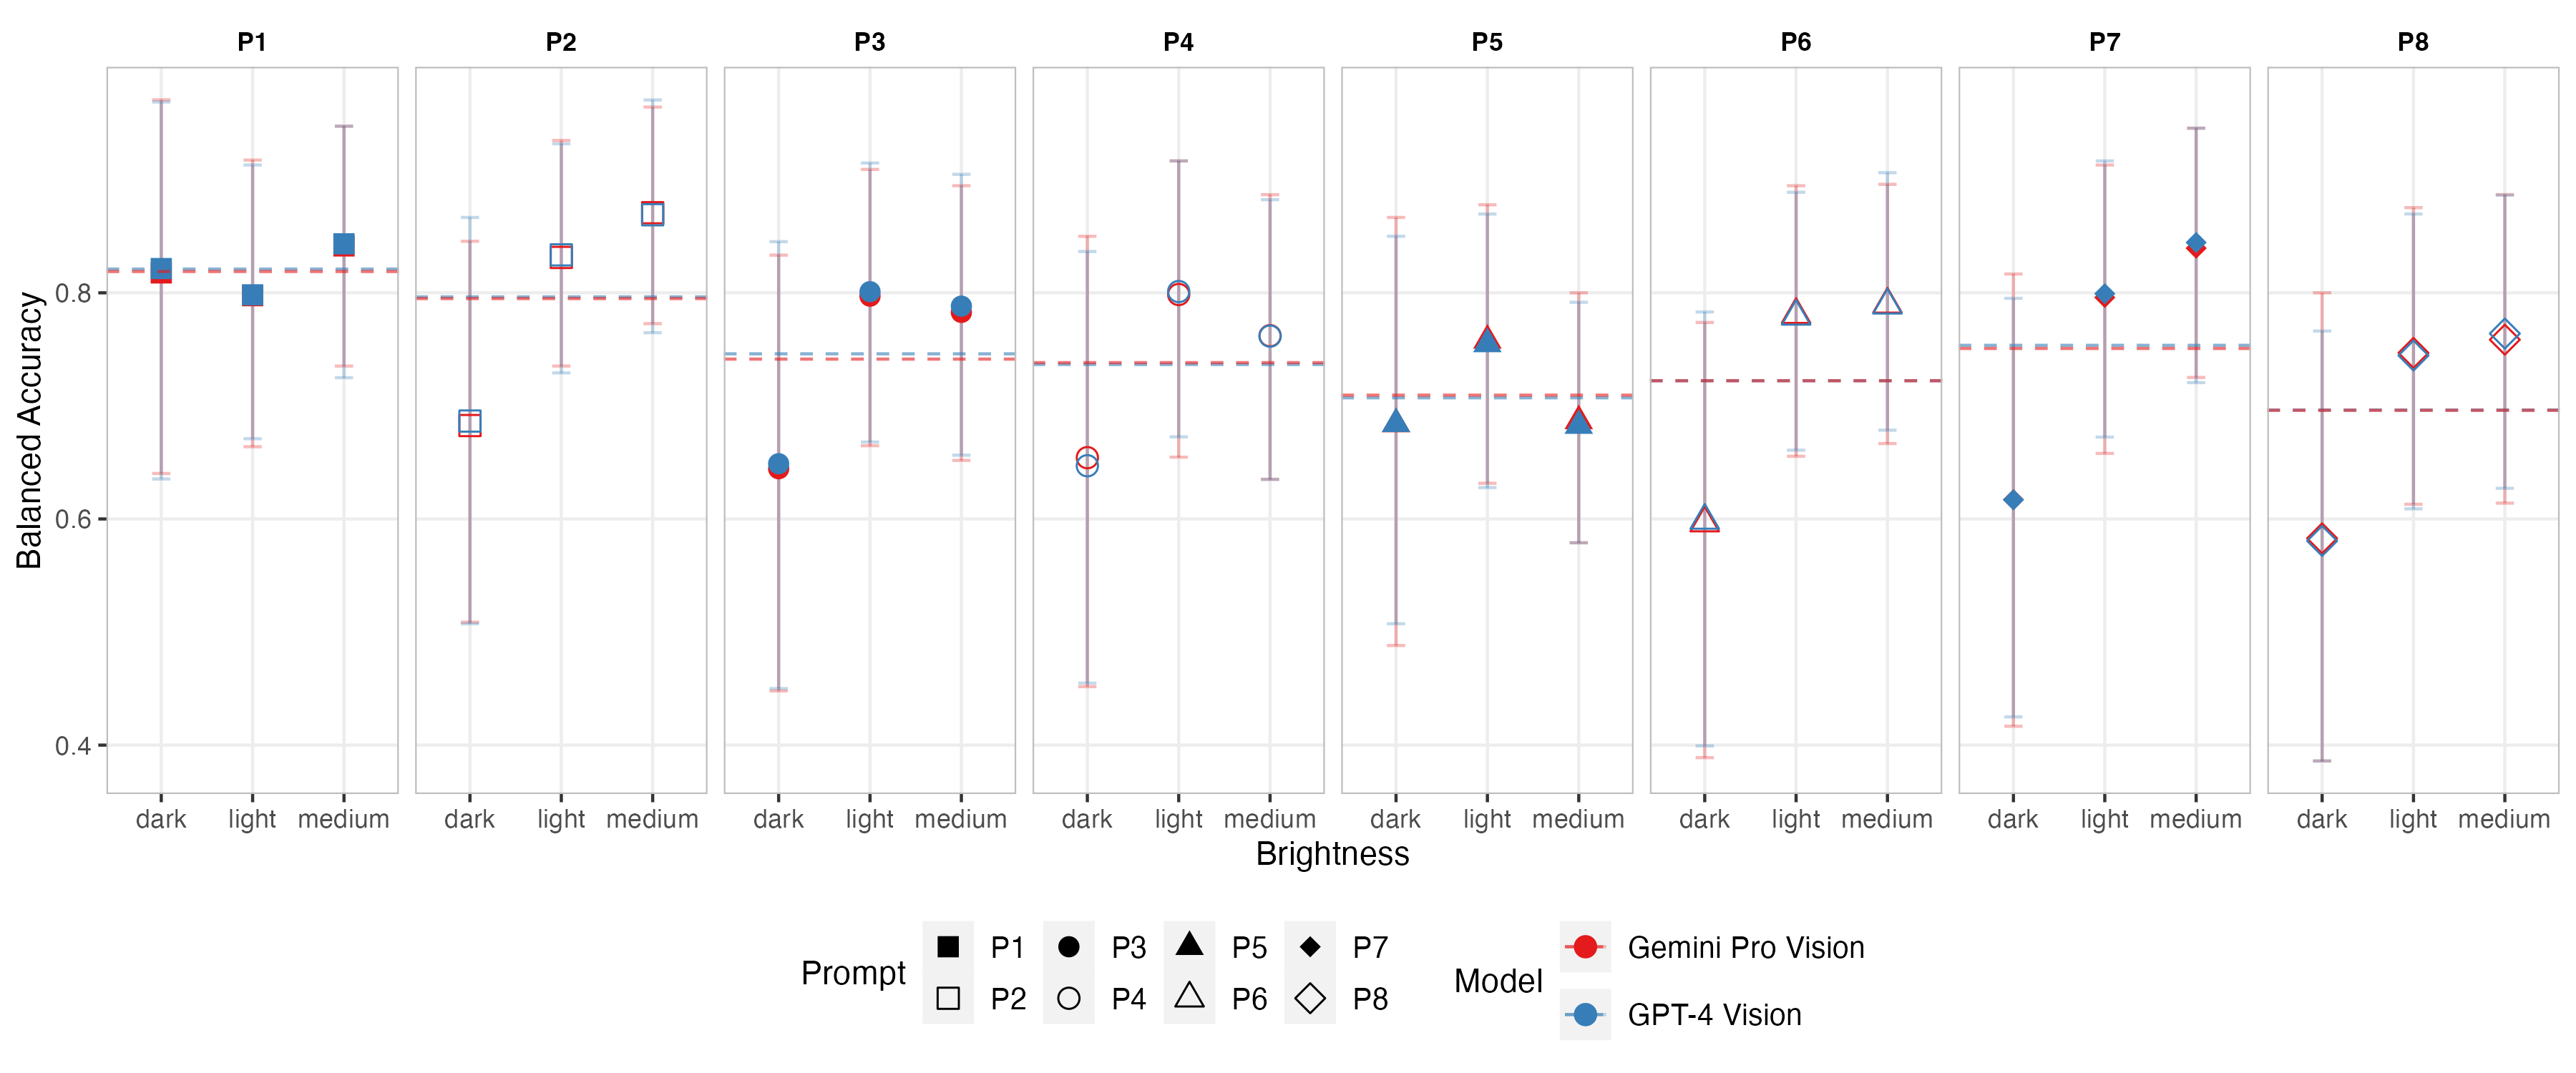 P1 P2 P3 P4 P5 P6 P7 P8
0.8
0.6
0.4
Balanced Accuracy
dark light medium dark light medium dark light medium dark light medium dark light medium dark light medium dark light medium dark light medium
Brightness
Prompt
P1 P3 P5 P7
P2 P4 P6 P8
Model
Gemini Pro Vision
GPT-4 Vision